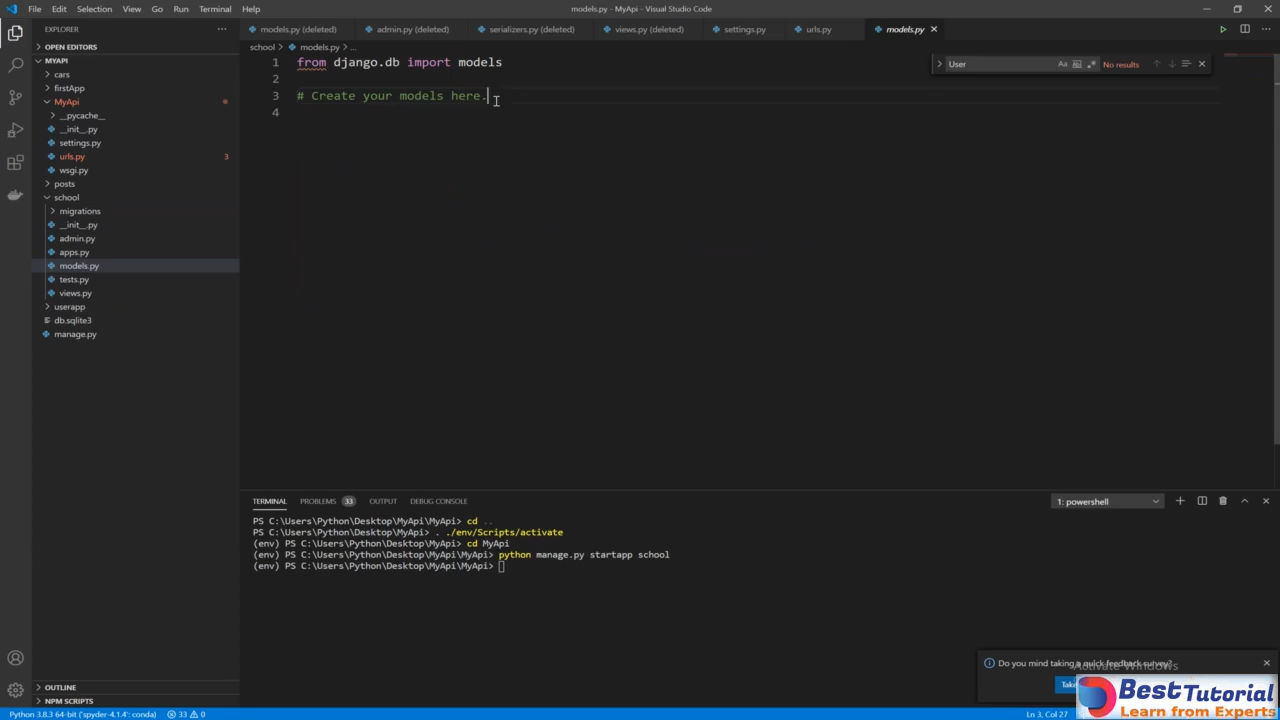 File Edit Selection View Go Run Terminal Help
models.py - MyApi - Visual Studio Code
EXPLORER
OPEN EDITORS
MYAPI
cars
firstApp
MyApi
__pycache__
__init__.py
settings.py
urls.py 3
wsgi.py
posts
school
migrations
__init__.py
admin.py
apps.py
models.py
tests.py
views.py
userapp
db.sqlite3
manage.py
OUTLINE
NPM SCRIPTS
models.py (deleted) admin.py (deleted) serializers.py (deleted) views.py (deleted) settings.py urls.py models.py
school > models.py > ...
1 from django.db import models
2
3 # Create your models here.
4
User Aa No results
TERMINAL PROBLEMS 33 OUTPUT DEBUG CONSOLE
1: powershell
PS C:\Users\Python\Desktop\MyApi\MyApi> cd ..
PS C:\Users\Python\Desktop\MyApi> . ./env/Scripts/activate
(env) PS C:\Users\Python\Desktop\MyApi> cd MyApi
(env) PS C:\Users\Python\Desktop\MyApi\MyApi> python manage.py startapp school
(env) PS C:\Users\Python\Desktop\MyApi\MyApi>
Do you mind taking a quick feedback survey?
Activate Windows
BestTutorial
Learn from Experts
Python 3.8.3 64-bit ('spyder-4.1.4': conda) 33 0
Ln 3, Col 27